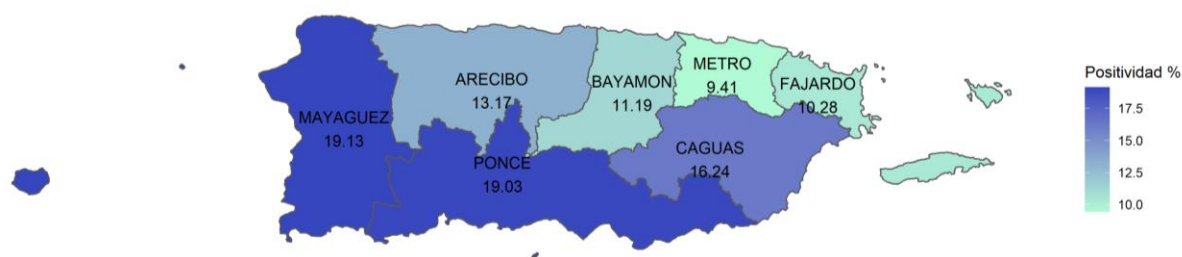 METRO
9.41
ARECIBO
13.17
BAYAMON
11.19
FAJARDO
10.28
MAYAGUEZ
19.13
PONCE
19.03
CAGUAS
16.24
Positividad %
17.5
15.0
12.5
10.0